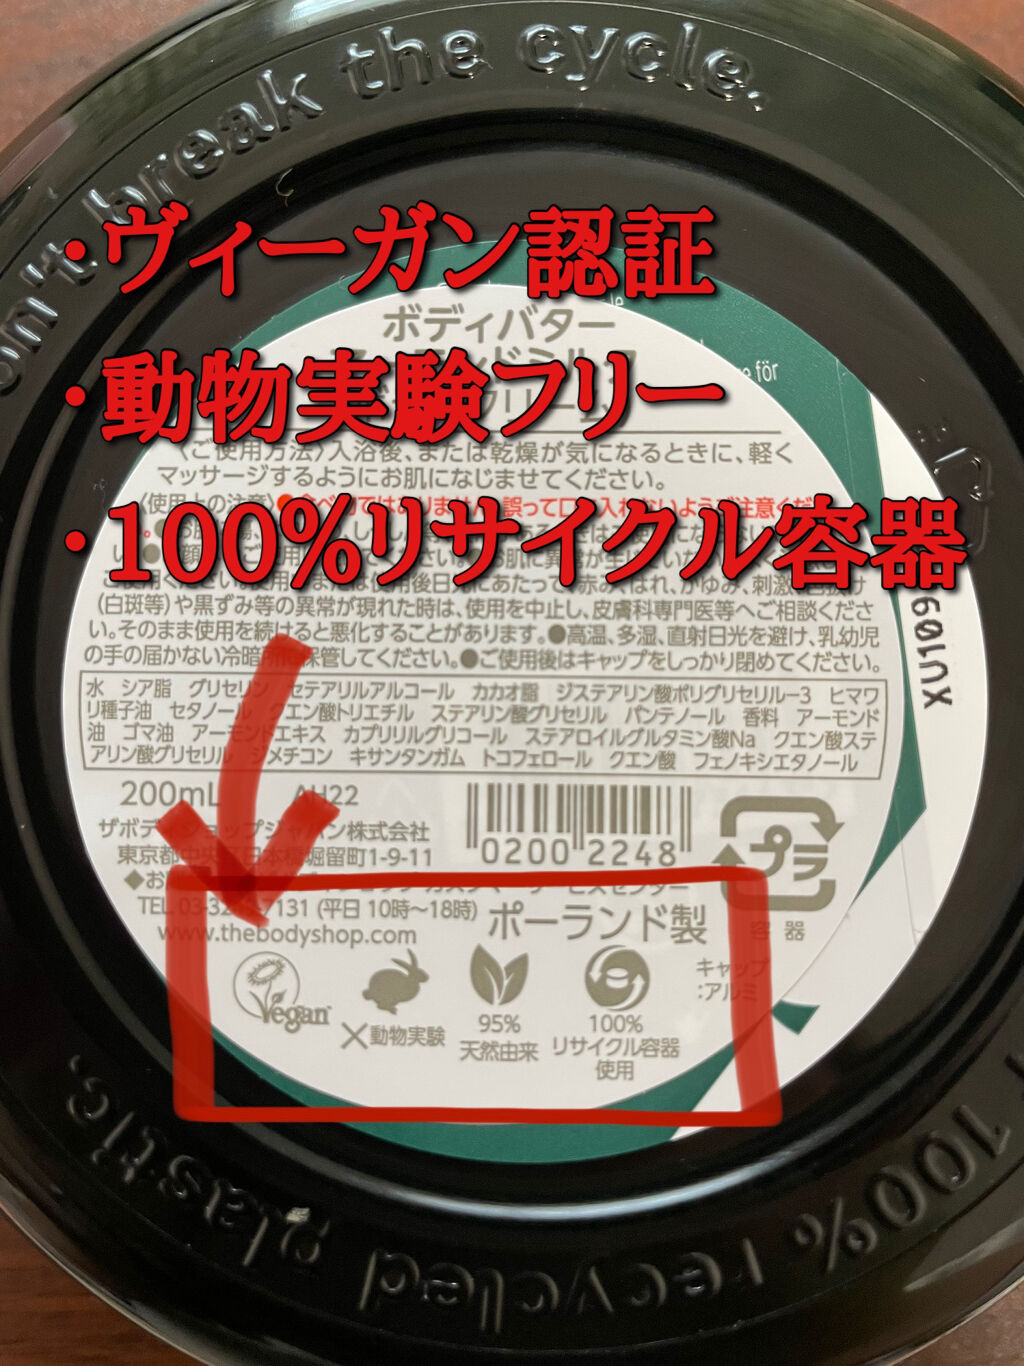 break the cycle.
・ヴィーガン認証
ボディバター
・動物実験フリー
för
〈ご使用方法〉入浴後、または乾燥が気になるときに、軽く
マッサージするようにお肌になじませてください。
〈使用上の注意〉
・100%リサイクル容器
(白斑等)や黒ずみ等の異常が現れた時は、使用を中止し、皮膚科専門医等へご相談くださ
い。そのまま使用を続けると悪化することがあります。●高温、多湿、直射日光を避け、乳幼児
の手の届かない冷暗所に保管してください。●ご使用後はキャップをしっかり閉めてください。
水 シア脂 グリセリン セテアリルアルコール カカオ脂 ジステアリン酸ポリグリセリル-3 ヒマワ
リ種子油 セタノール クエン酸トリエチル ステアリン酸グリセリル パンテノール 香料 アーモンド
油 ゴマ油 アーモンドエキス カプリリルグリコール ステアロイルグルタミン酸Na クエン酸ステ
アリン酸グリセリル ジメチコン キサンタンガム トコフェロール クエン酸 フェノキシエタノール
200mL AH22
ザボディショップジャパン株式会社
東京都中央区日本橋堀留町1-9-11
0200 2248
プラ
容器
TEL (平日 10時〜18時)
www.thebodyshop.com
ポーランド製
キャップ
:アルミ
Vegan
×動物実験
95%
天然由来
100%
リサイクル容器
使用
100% recycled plastic.